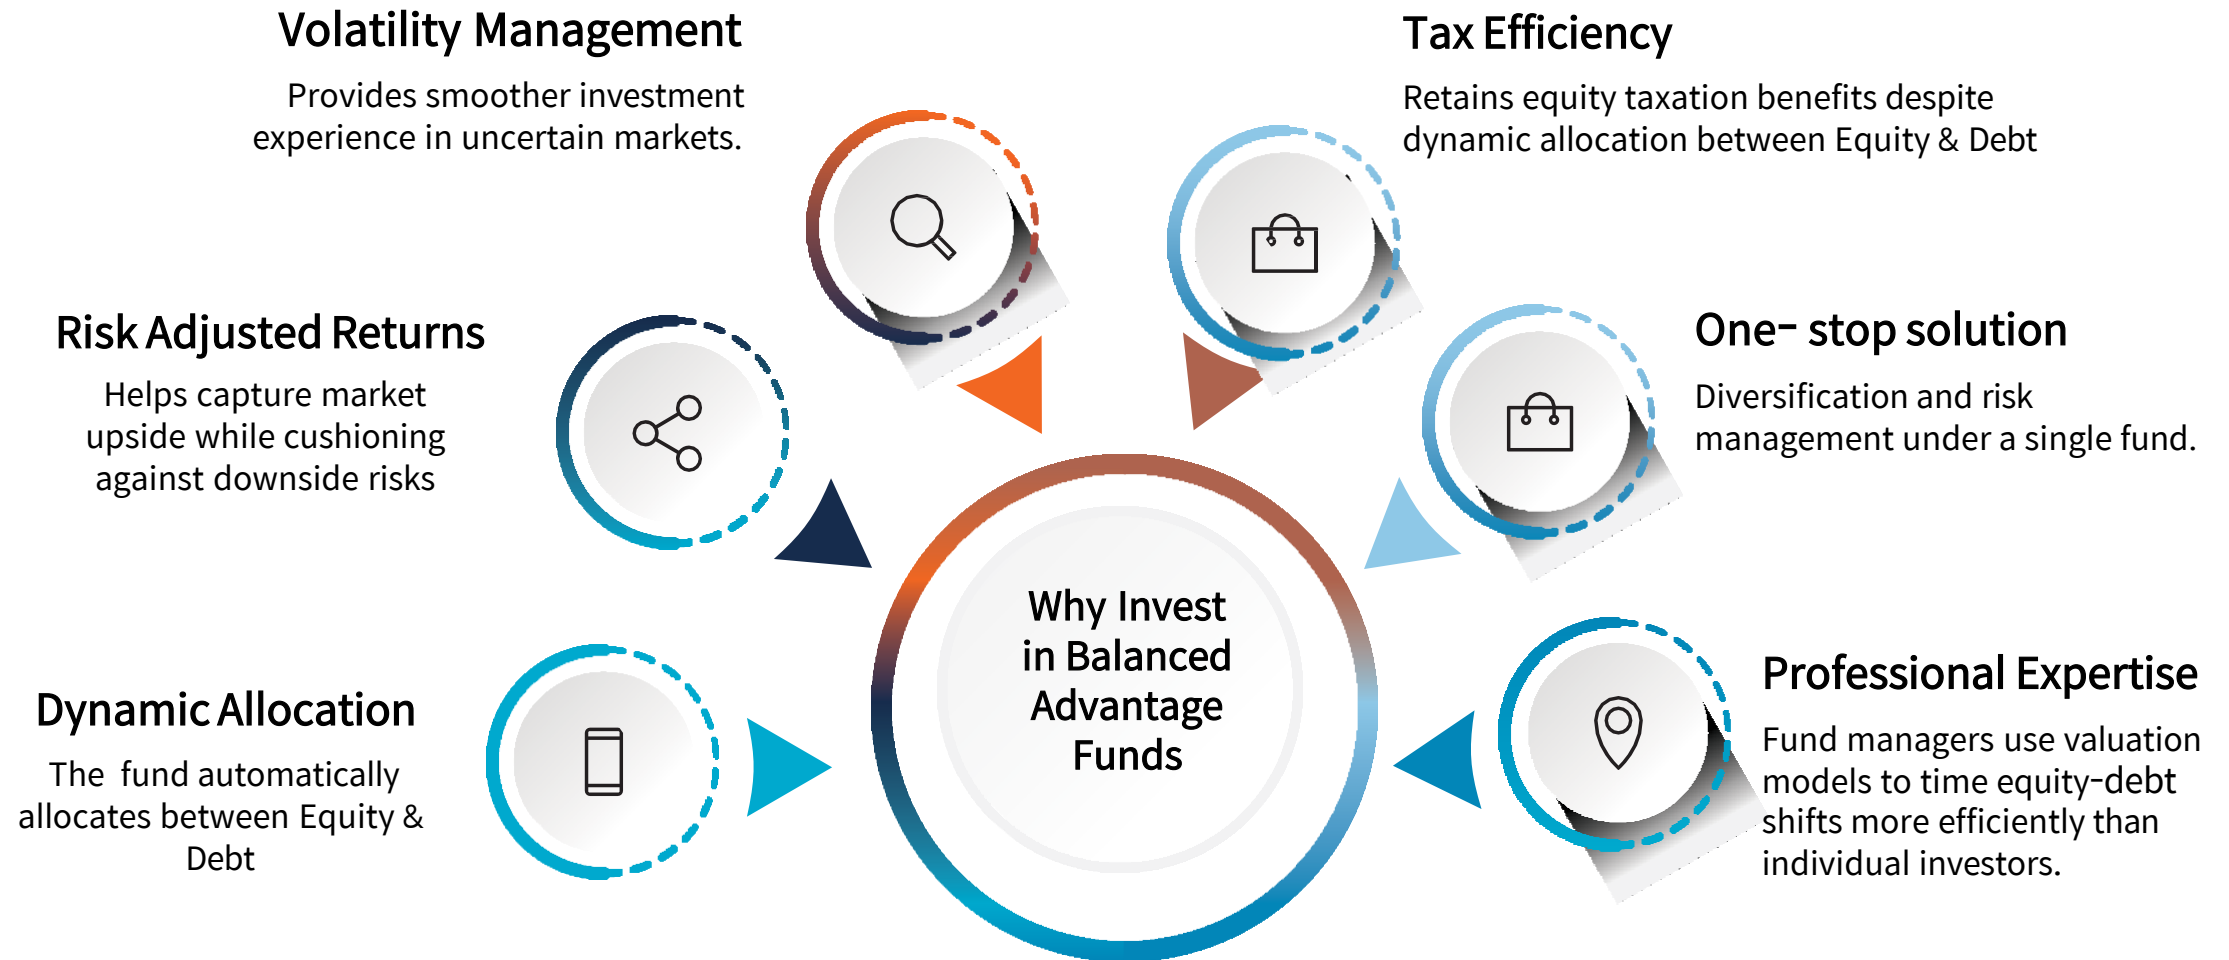 Volatility Management
Provides smoother investment
experience in uncertain markets.
Tax Efficiency
Retains equity taxation benefits despite
dynamic allocation between Equity & Debt
Risk Adjusted Returns
Helps capture market
upside while cushioning
against downside risks
One- stop solution
Diversification and risk
management under a single fund.
Why Invest
in Balanced
Advantage
Funds
Dynamic Allocation
The fund automatically
allocates between Equity &
Debt
Professional Expertise
Fund managers use valuation
models to time equity-debt
shifts more efficiently than
individual investors.